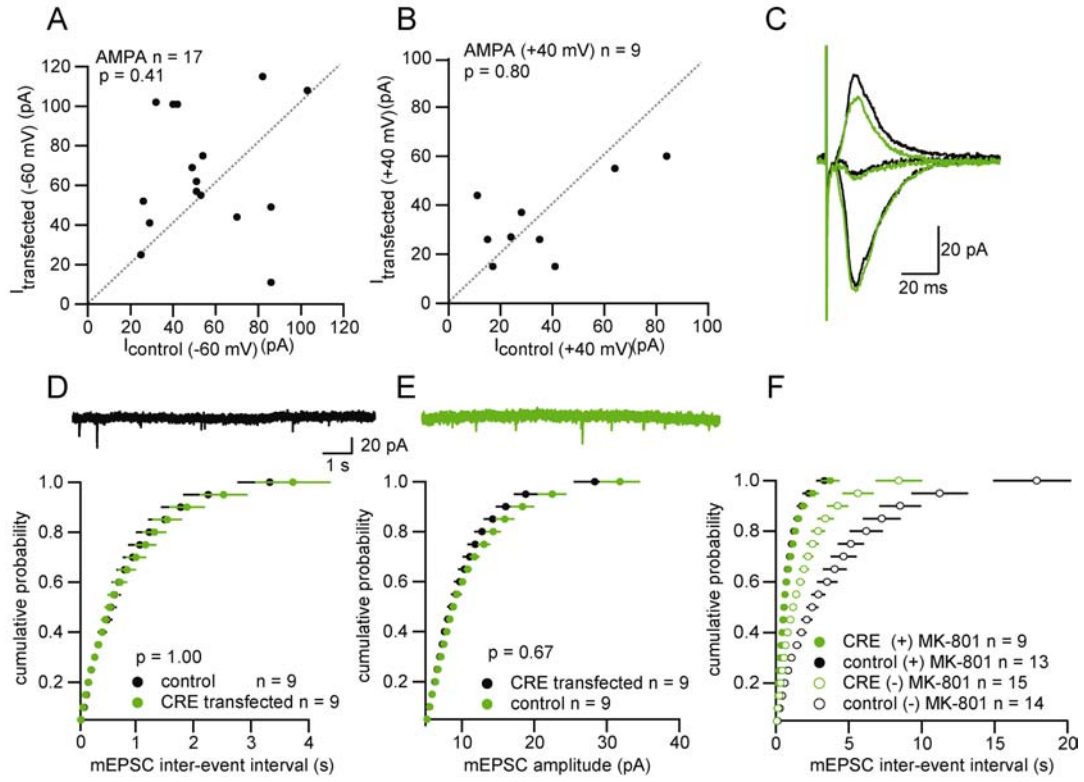 A
AMPA n = 17
p = 0.41
120
100
80
60
40
20
0
I transfected (-60 mV) (pA)
0 20 40 60 80 100 120
I control (-60 mV) (pA)
B
AMPA (+40 mV) n = 9
p = 0.80
100
80
60
40
20
0
I transfected (+40 mV) (pA)
0 20 40 60 80 100
I control (+40 mV) (pA)
C
20 pA
20 ms
D
20 pA
1 s
1.0
0.8
0.6
0.4
0.2
cumulative probability
p = 1.00
control n = 9
CRE transfected n = 9
0 1 2 3 4
mEPSC inter-event interval (s)
E
1.0
0.8
0.6
0.4
0.2
cumulative probability
p = 0.67
CRE transfected n = 9
control n = 9
10 20 30 40
mEPSC amplitude (pA)
F
1.0
0.8
0.6
0.4
0.2
cumulative probability
CRE (+) MK-801 n = 9
control (+) MK-801 n = 13
CRE (-) MK-801 n = 15
control (-) MK-801 n = 14
0 5 10 15 20
mEPSC inter-event interval (s)